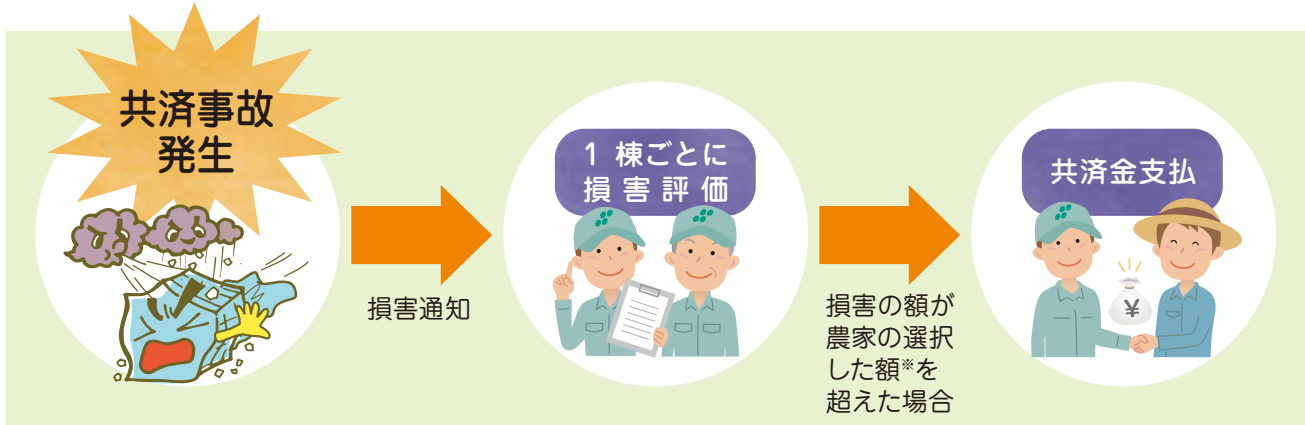 共済事故
発生
損害通知
1 棟ごとに
損 害 評 価
損害の額が
農家の選択
した額※を
超えた場合
共済金支払
¥